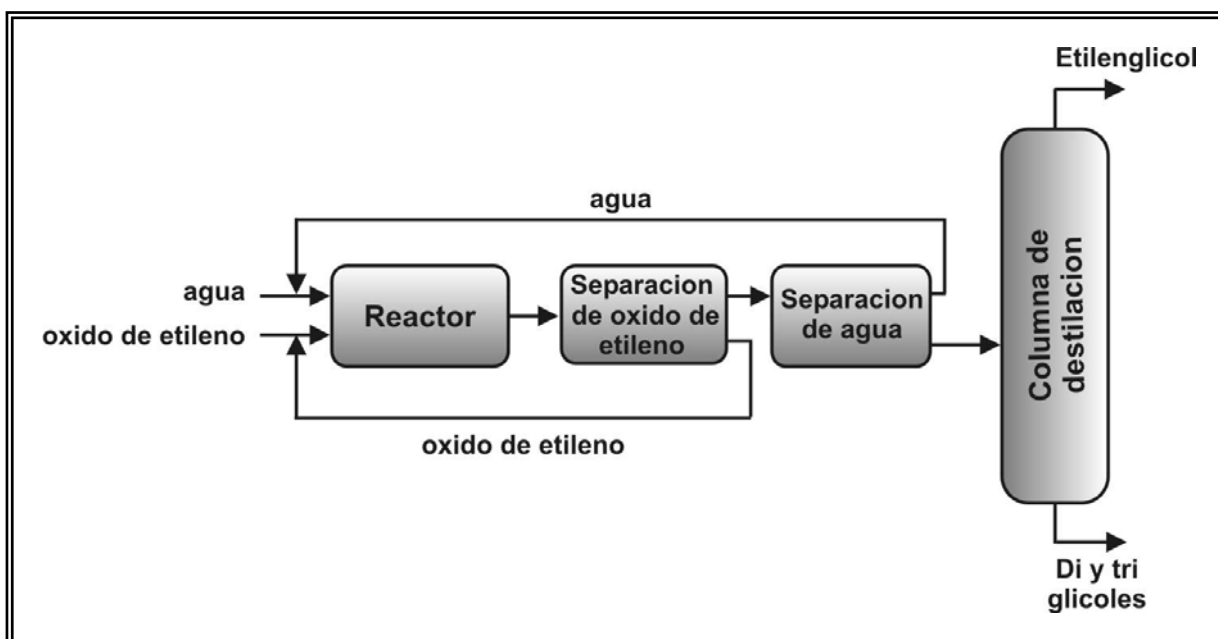 Etilenglicol
agua
agua
oxido de etileno
Reactor
Separacion
de oxido de
etileno
Separacion
de agua
Columna de
destilacion
oxido de etileno
Di y tri
glicoles